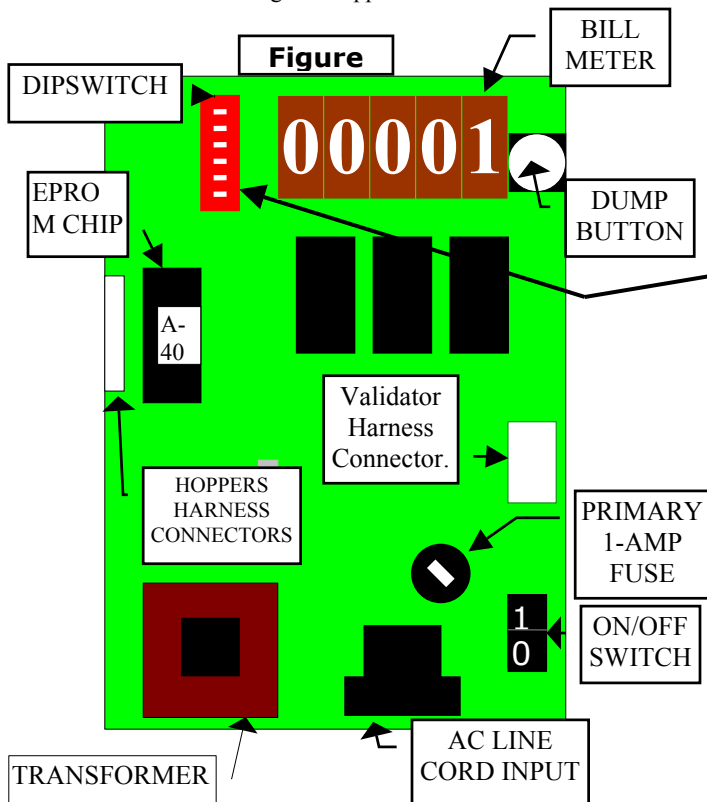 Figure
BILL
METER
DIPSWITCH
00001
EPRO
M CHIP
DUMP
BUTTON
A-
40
Validator
Harness
Connector.
HOPPERS
HARNESS
CONNECTORS
PRIMARY
1-AMP
FUSE
1
0
ON/OFF
SWITCH
AC LINE
CORD INPUT
TRANSFORMER